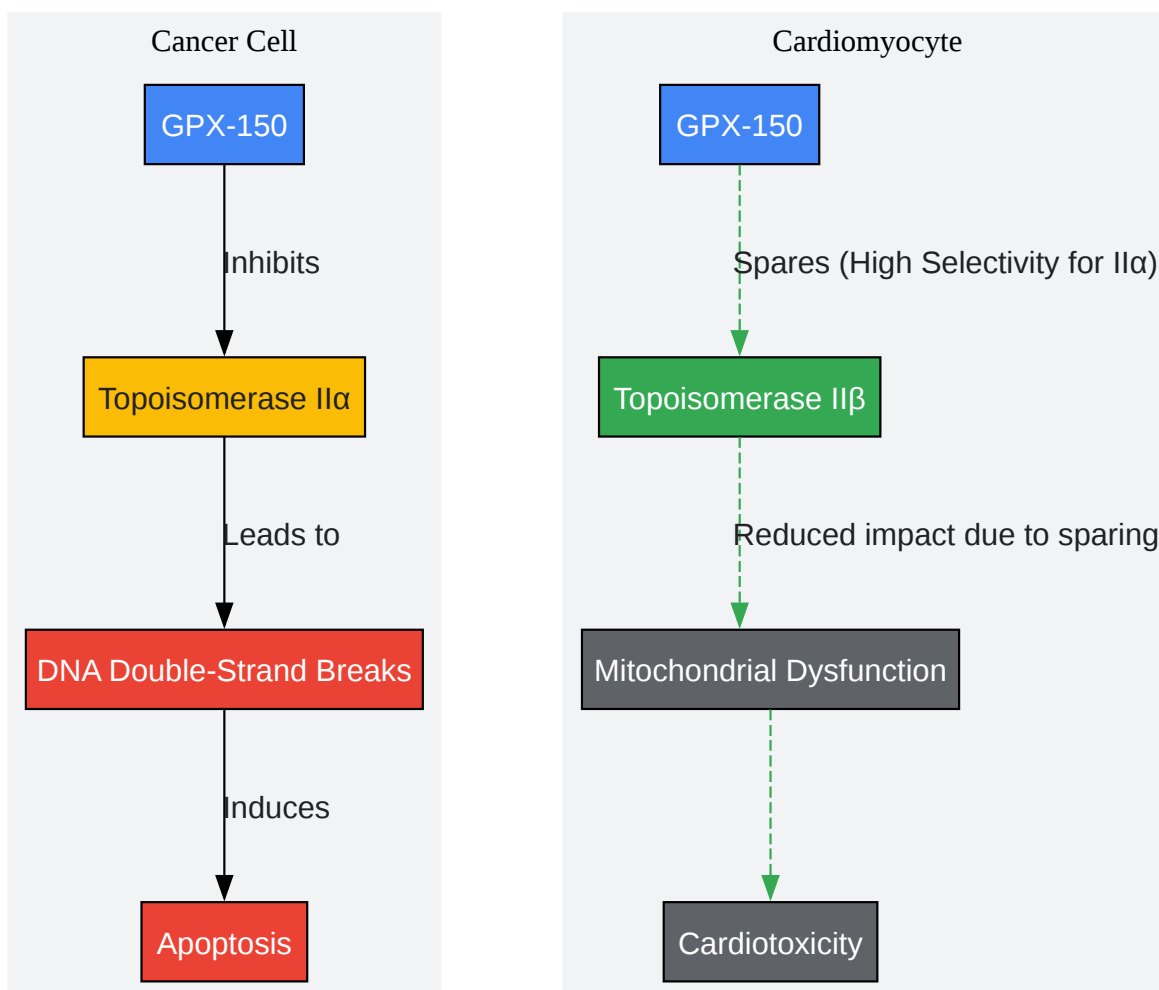 Cancer Cell
GPX-150
Inhibits
Topoisomerase IIα
Leads to
DNA Double-Strand Breaks
Induces
Apoptosis
Cardiomyocyte
GPX-150
Spares (High Selectivity for IIα)
Topoisomerase IIβ
Reduced impact due to sparing
Mitochondrial Dysfunction
Cardiotoxicity